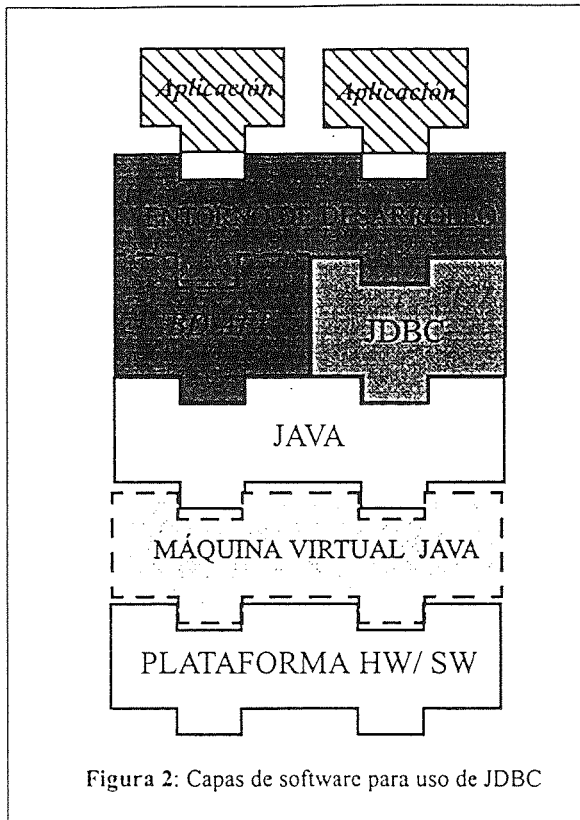 Aplicación Aplicación
ENTORNO DE DESARROLLO
JDBC
JAVA
MÁQUINA VIRTUAL JAVA
PLATAFORMA HW/ SW
Figura 2: Capas de software para uso de JDBC